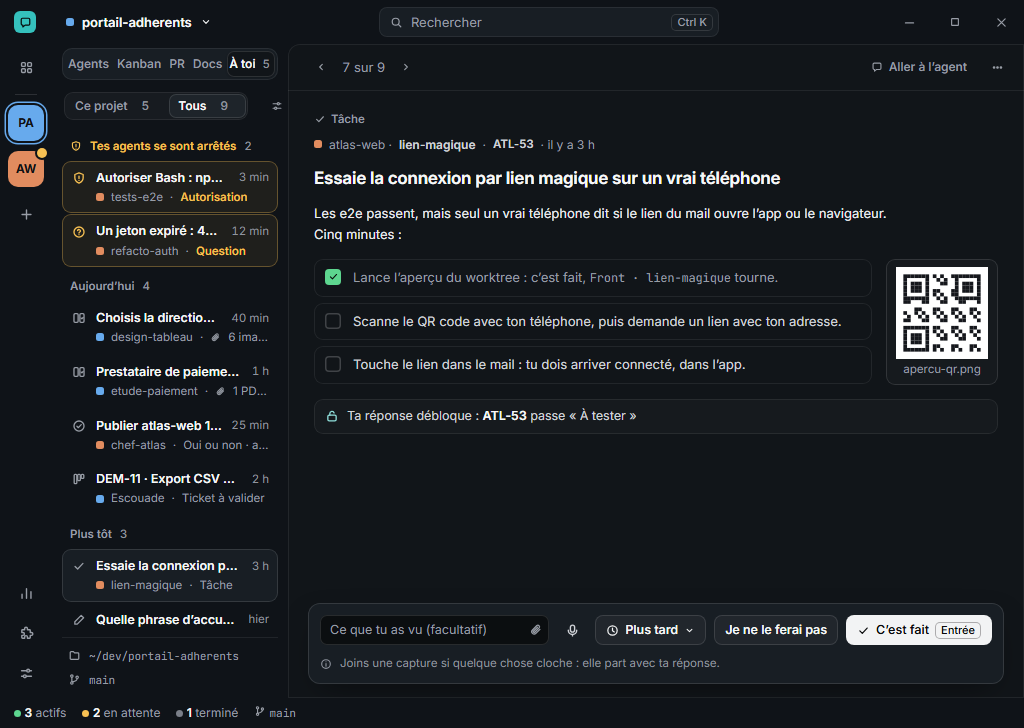 portail-adherents
Rechercher
Ctrl K
Agents Kanban PR Docs À toi 5
7 sur 9
Aller à l'agent
PA
AW
Ce projet 5 Tous 9
Tes agents se sont arrêtés 2
Autoriser Bash : np... 3 min
tests-e2e · Autorisation
Un jeton expiré : 4... 12 min
refacto-auth · Question
Aujourd'hui 4
Choisis la directio... 40 min
design-tableau · 6 ima...
Prestataire de paieme... 1 h
etude-paiement · 1 PD...
Publier atlas-web 1... 25 min
chef-atlas · Oui ou non · a...
DEM-11 · Export CSV ... 2 h
Escouade · Ticket à valider
Plus tôt 3
Essaie la connexion p... 3 h
lien-magique · Tâche
Quelle phrase d'accu... hier
~/dev/portail-adherents
main
Tâche
atlas-web · lien-magique · ATL-53 · il y a 3 h
Essaie la connexion par lien magique sur un vrai téléphone
Les e2e passent, mais seul un vrai téléphone dit si le lien du mail ouvre l'app ou le navigateur.
Cinq minutes :
Lance l'aperçu du worktree : c'est fait, Front · lien-magique tourne.
Scanne le QR code avec ton téléphone, puis demande un lien avec ton adresse.
Touche le lien dans le mail : tu dois arriver connecté, dans l'app.
apercu-qr.png
Ta réponse débloque : ATL-53 passe « À tester »
Ce que tu as vu (facultatif)
Plus tard
Je ne le ferai pas
C'est fait Entrée
Joins une capture si quelque chose cloche : elle part avec ta réponse.
3 actifs 2 en attente 1 terminé main